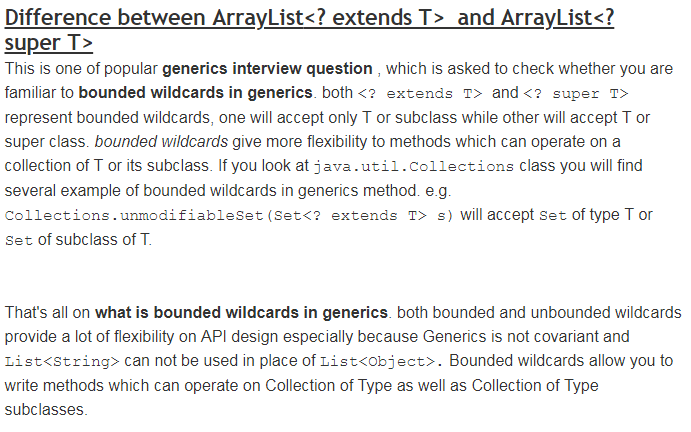 Difference between ArrayList<? extends T>  and ArrayList<?
super T>
This is one of popular generics interview question , which is asked to check whether you are
familiar to bounded wildcards in generics. both <? extends T> and <? super T>
represent bounded wildcards, one will accept only T or subclass while other will accept T or
super class. bounded wildcards give more flexibility to methods which can operate on a
collection of T or its subclass. If you look at java.util.Collections class you will find
several example of bounded wildcards in generics method. e.g.
Collections.unmodifiableSet(Set<? extends T> s) will accept Set of type T or
Set of subclass of T.
That's all on what is bounded wildcards in generics. both bounded and unbounded wildcards
provide a lot of flexibility on API design especially because Generics is not covariant and
List<String> can not be used in place of List<Object>. Bounded wildcards allow you to
write methods which can operate on Collection of Type as well as Collection of Type
subclasses.